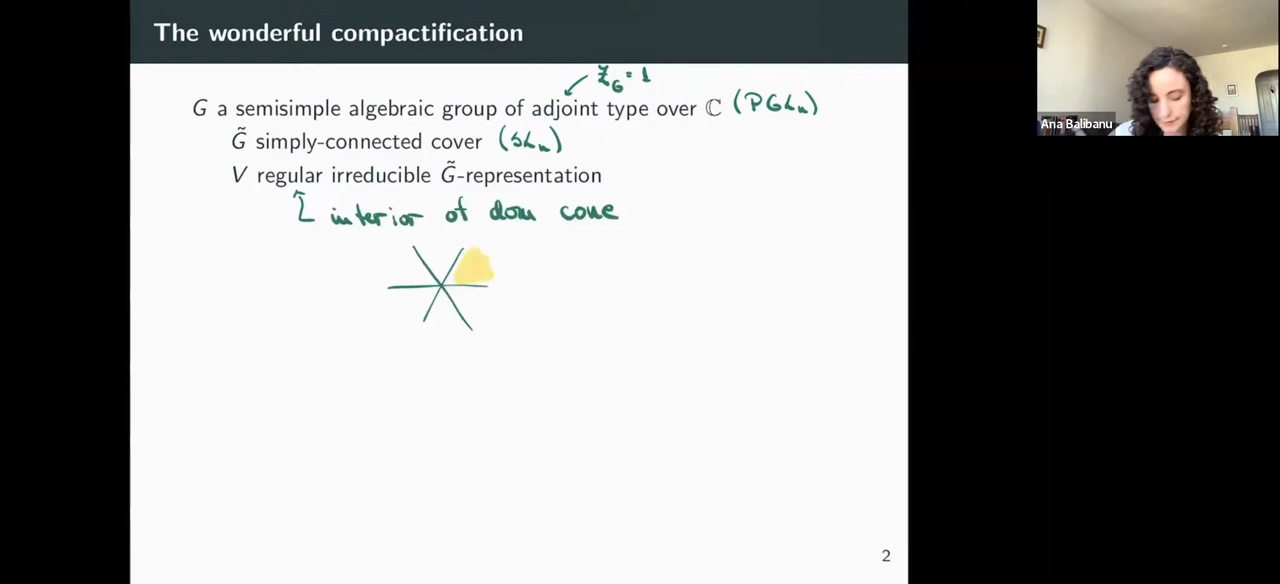 The wonderful compactification
Z_G = 1
G a semisimple algebraic group of adjoint type over ℂ (PGL_n)
G̃ simply-connected cover (SL_n)
V regular irreducible G̃-representation
interior of dom cone
2
Ana Balibanu